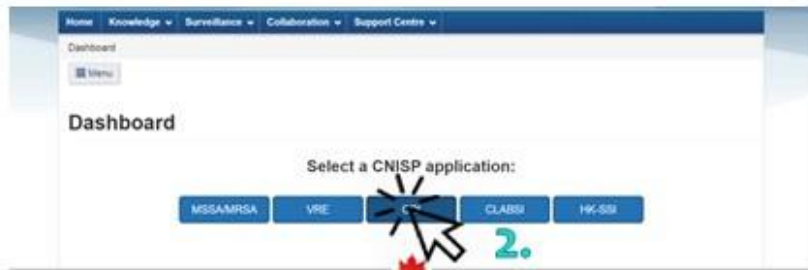 Home Knowledge Surveillance Collaboration Support Centre
Dashboard
Menu
Dashboard
Select a CNISP application:
MSSA/MRSA VRE CLABSI HK-SSI
2.